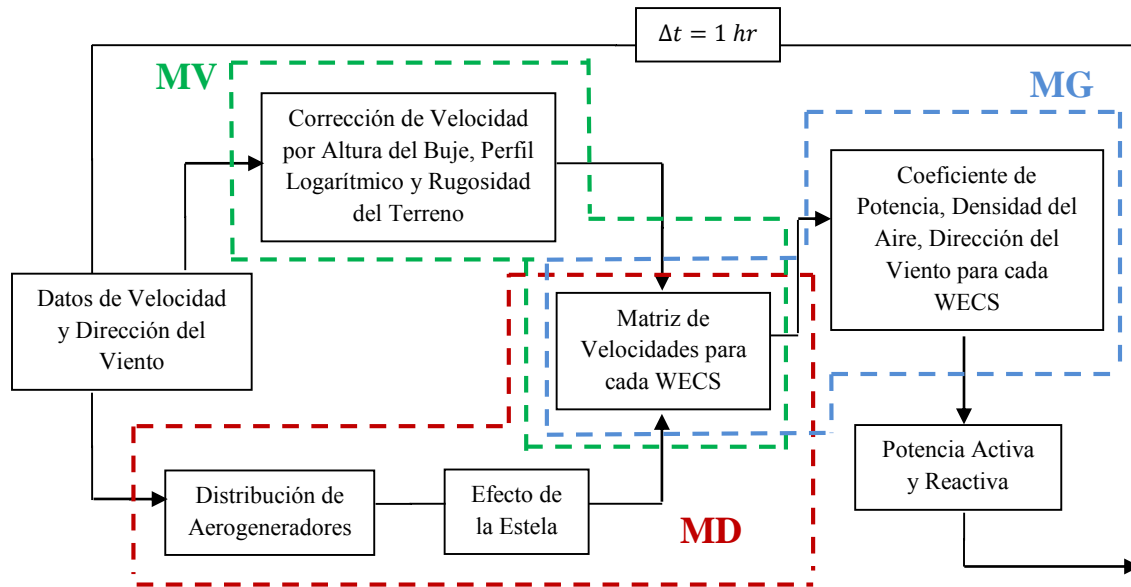 Δt = 1 hr
MV
MG
Corrección de Velocidad
por Altura del Buje, Perfil
Logarítmico y Rugosidad
del Terreno
Coeficiente de
Potencia, Densidad del
Aire, Dirección del
Viento para cada
WECS
Datos de Velocidad
y Dirección del
Viento
Matriz de
Velocidades para
cada WECS
Potencia Activa
y Reactiva
Distribución de
Aerogeneradores
Efecto de
la Estela
MD